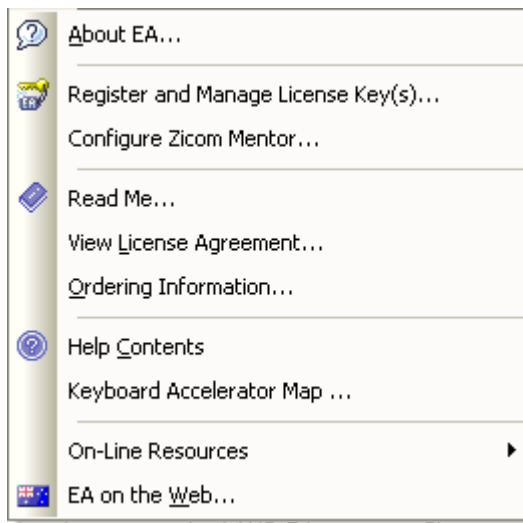 About EA...
Register and Manage License Key(s)...
Configure Zicom Mentor...
Read Me...
View License Agreement...
Ordering Information...
Help Contents
Keyboard Accelerator Map ...
On-Line Resources
EA on the Web...